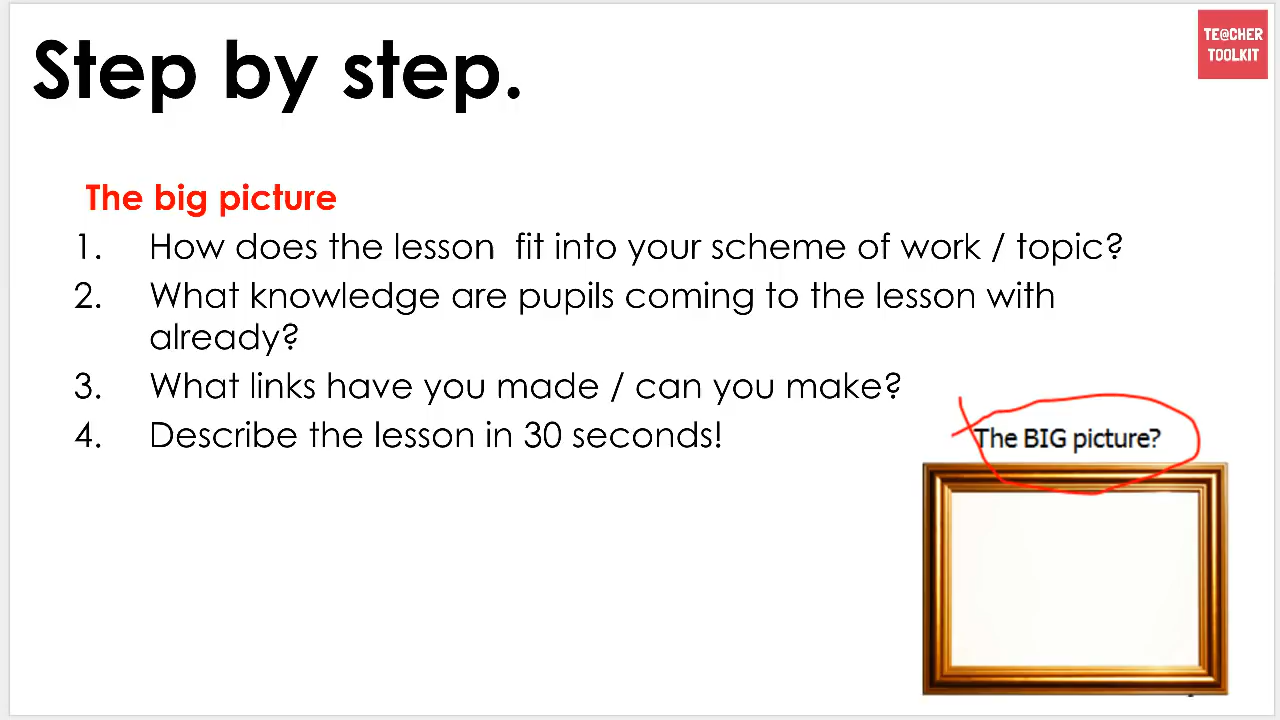 TE@CHER
TOOLKIT
Step by step.
The big picture
1. How does the lesson fit into your scheme of work / topic?
2. What knowledge are pupils coming to the lesson with
already?
3. What links have you made / can you make?
4. Describe the lesson in 30 seconds!
The BIG picture?